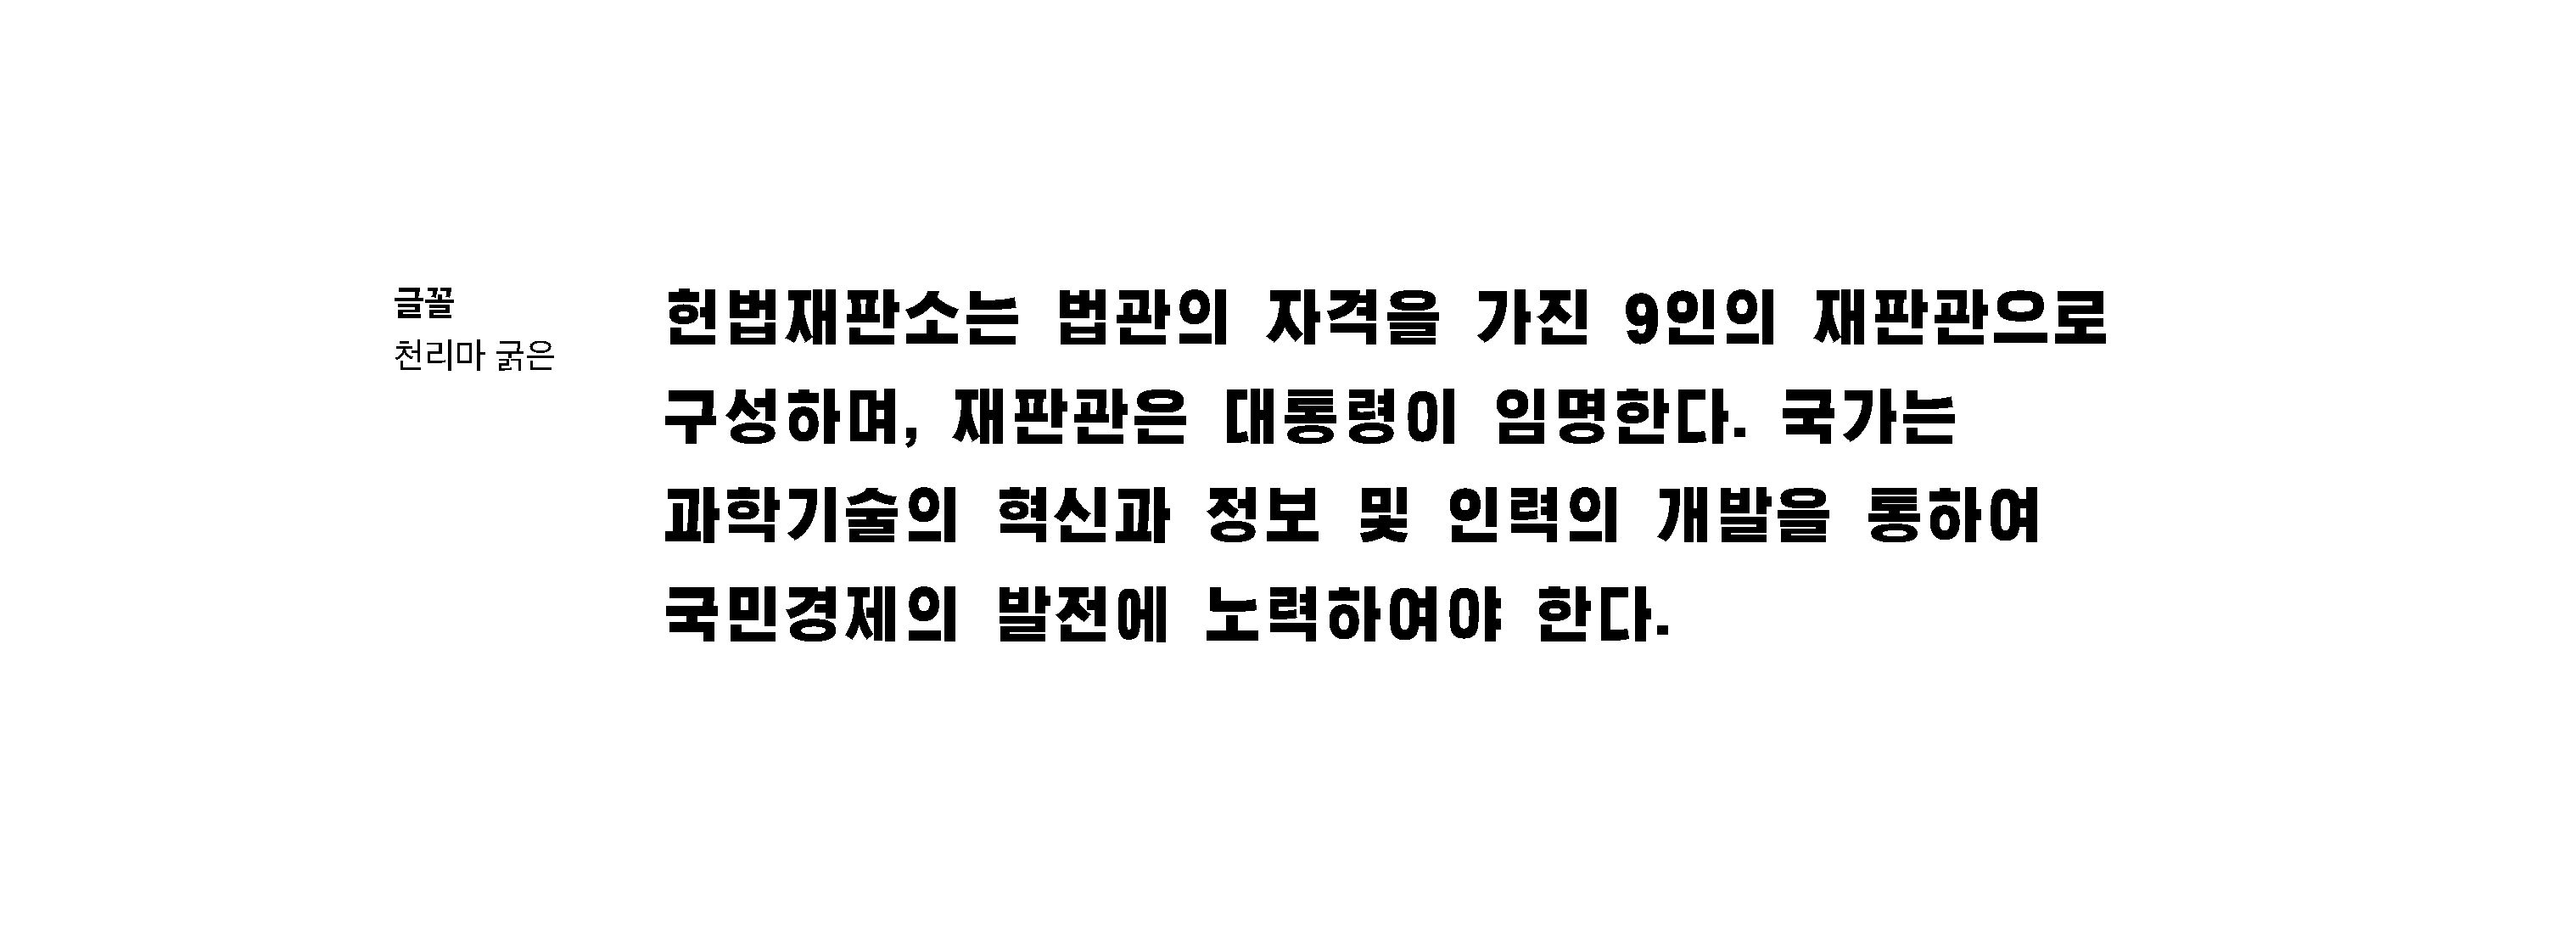 글꼴
천리마 굵은
헌법재판소는 법관의 자격을 가진 9인의 재판관으로
구성하며, 재판관은 대통령이 임명한다. 국가는
과학기술의 혁신과 정보 및 인력의 개발을 통하여
국민경제의 발전에 노력하여야 한다.